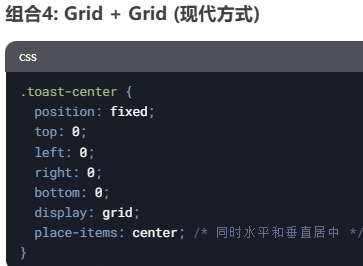 组合4: Grid + Grid (现代方式)
css
.toast-center {
  position: fixed;
  top: 0;
  left: 0;
  right: 0;
  bottom: 0;
  display: grid;
  place-items: center; /* 同时水平和垂直居中 */
}